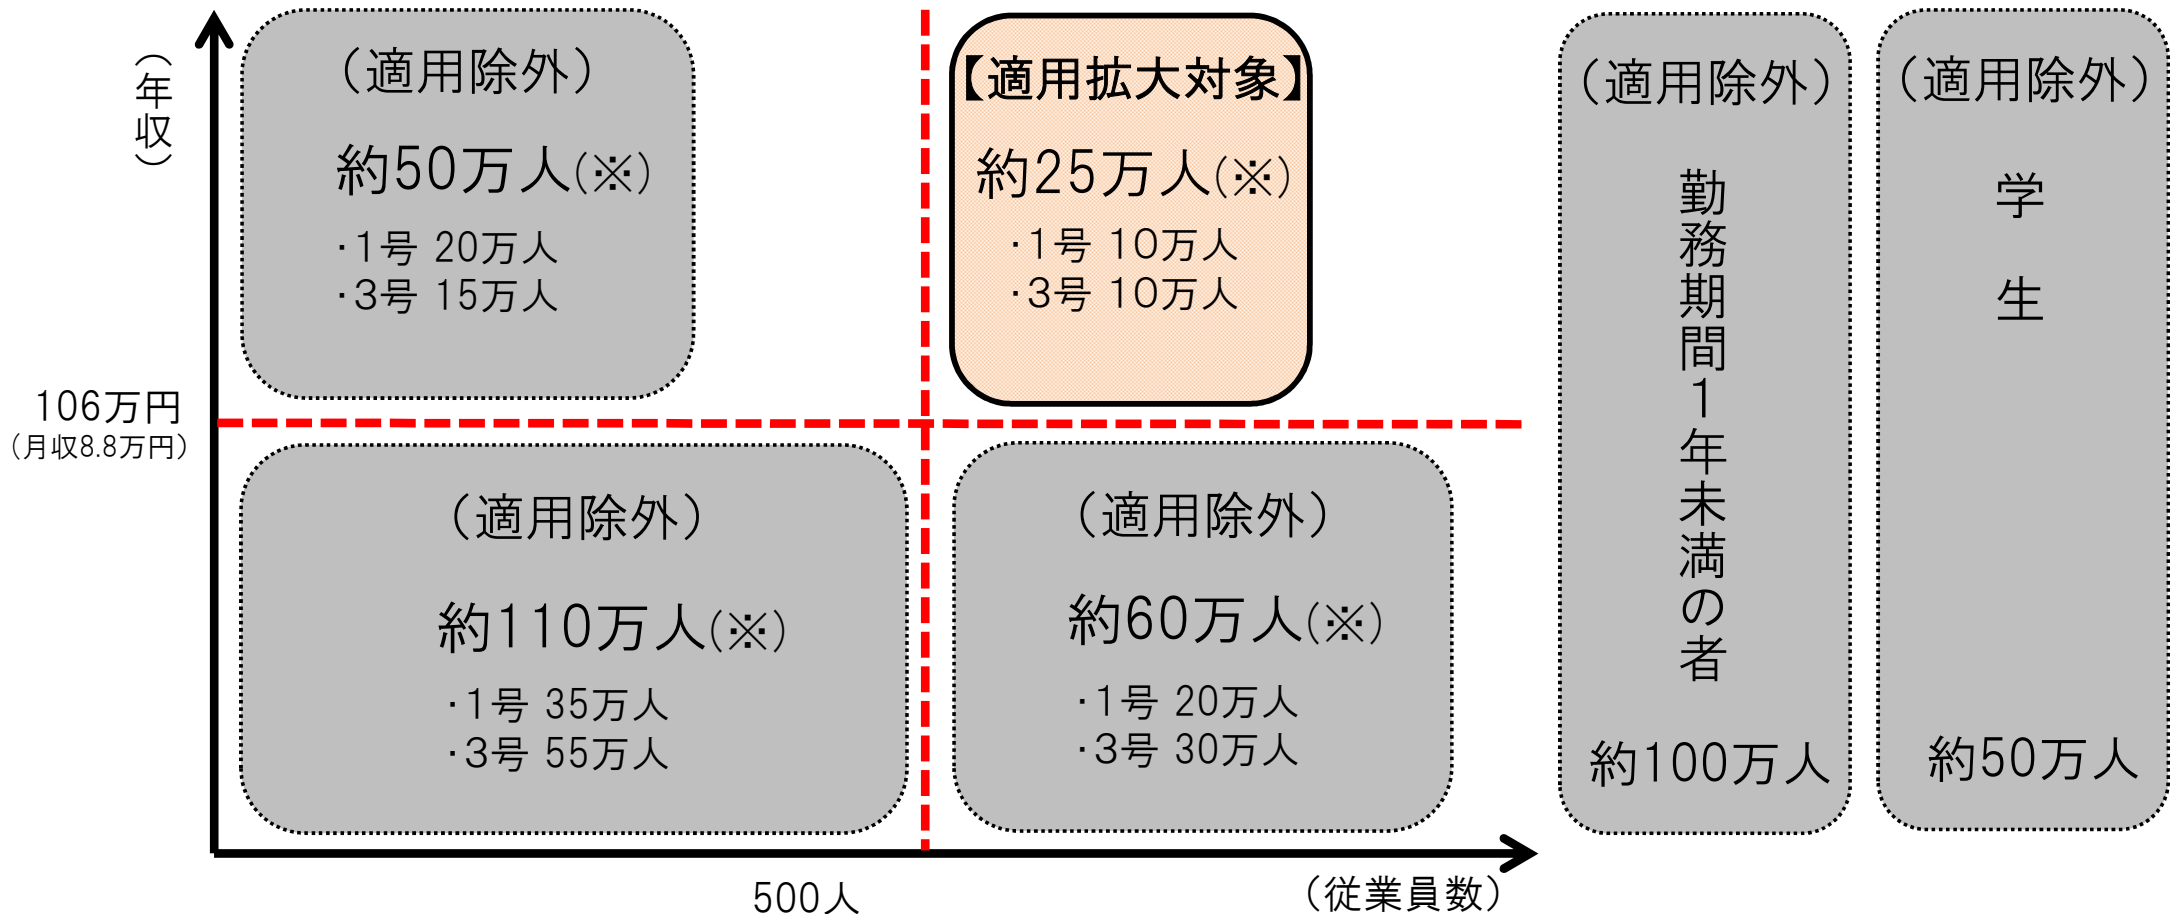 （年収）
（適用除外）
約50万人(※)
・1号 20万人
・3号 15万人
【適用拡大対象】
約25万人(※)
・1号 10万人
・3号 10万人
106万円
（月収8.8万円）
（適用除外）
約110万人(※)
・1号 35万人
・3号 55万人
（適用除外）
約60万人(※)
・1号 20万人
・3号 30万人
500人
（従業員数）
（適用除外）
勤務期間1年未満の者
約100万人
（適用除外）
学生
約50万人